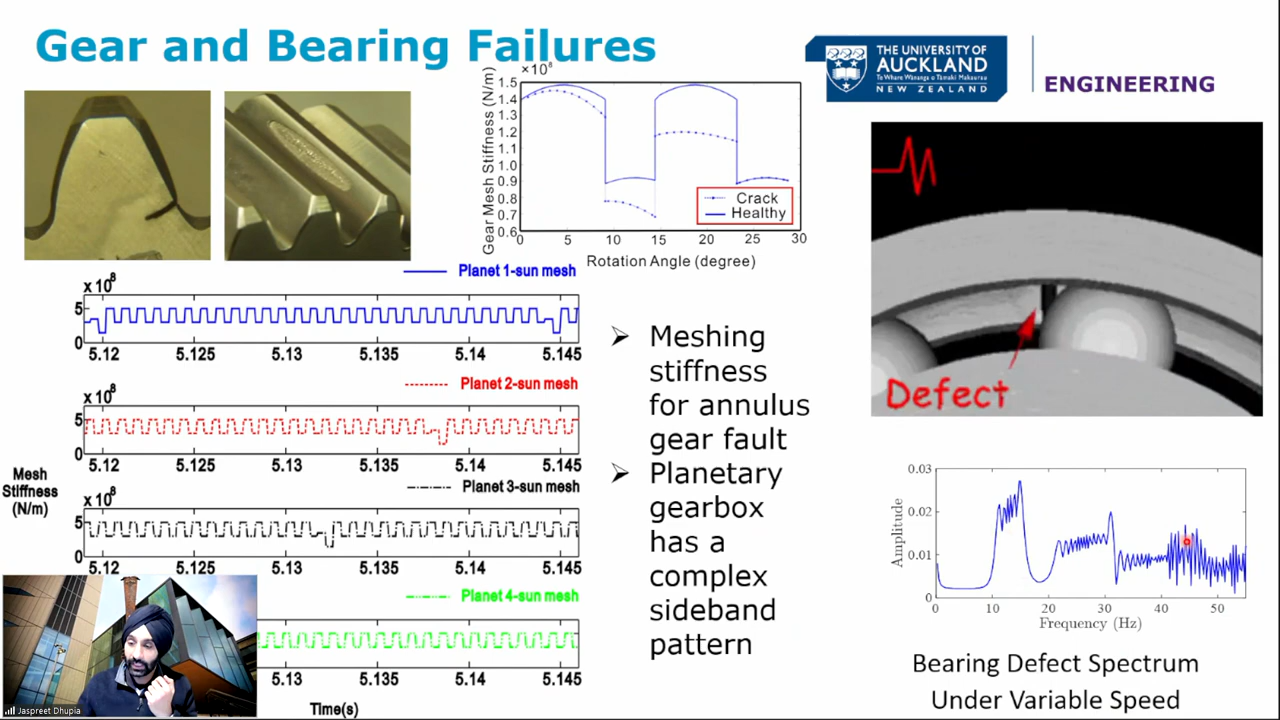 Gear and Bearing Failures
THE UNIVERSITY OF
AUCKLAND
Te Whare Wānanga o Tāmaki Makaurau
NEW ZEALAND
ENGINEERING
×10⁸
Gear Mesh Stiffness (N/m)
1.5
1.4
1.3
1.2
1.1
1.0
0.9
0.8
0.7
0.6
Crack
Healthy
0 5 10 15 20 25 30
Rotation Angle (degree)
Planet 1-sun mesh
x 10⁸
5
0
5.12 5.125 5.13 5.135 5.14 5.145
Planet 2-sun mesh
x 10⁸
5
0
5.12 5.125 5.13 5.135 5.14 5.145
Mesh
Stiffness
(N/m)
Planet 3-sun mesh
x 10⁸
5
0
5.12 5.125 5.13 5.135 5.14 5.145
Planet 4-sun mesh
5.13 5.135 5.14 5.145
Time(s)
Jaspreet Dhupia
➢ Meshing
stiffness
for annulus
gear fault
➢ Planetary
gearbox
has a
complex
sideband
pattern
Defect
Amplitude
0.03
0.02
0.01
0
0 10 20 30 40 50
Frequency (Hz)
Bearing Defect Spectrum
Under Variable Speed